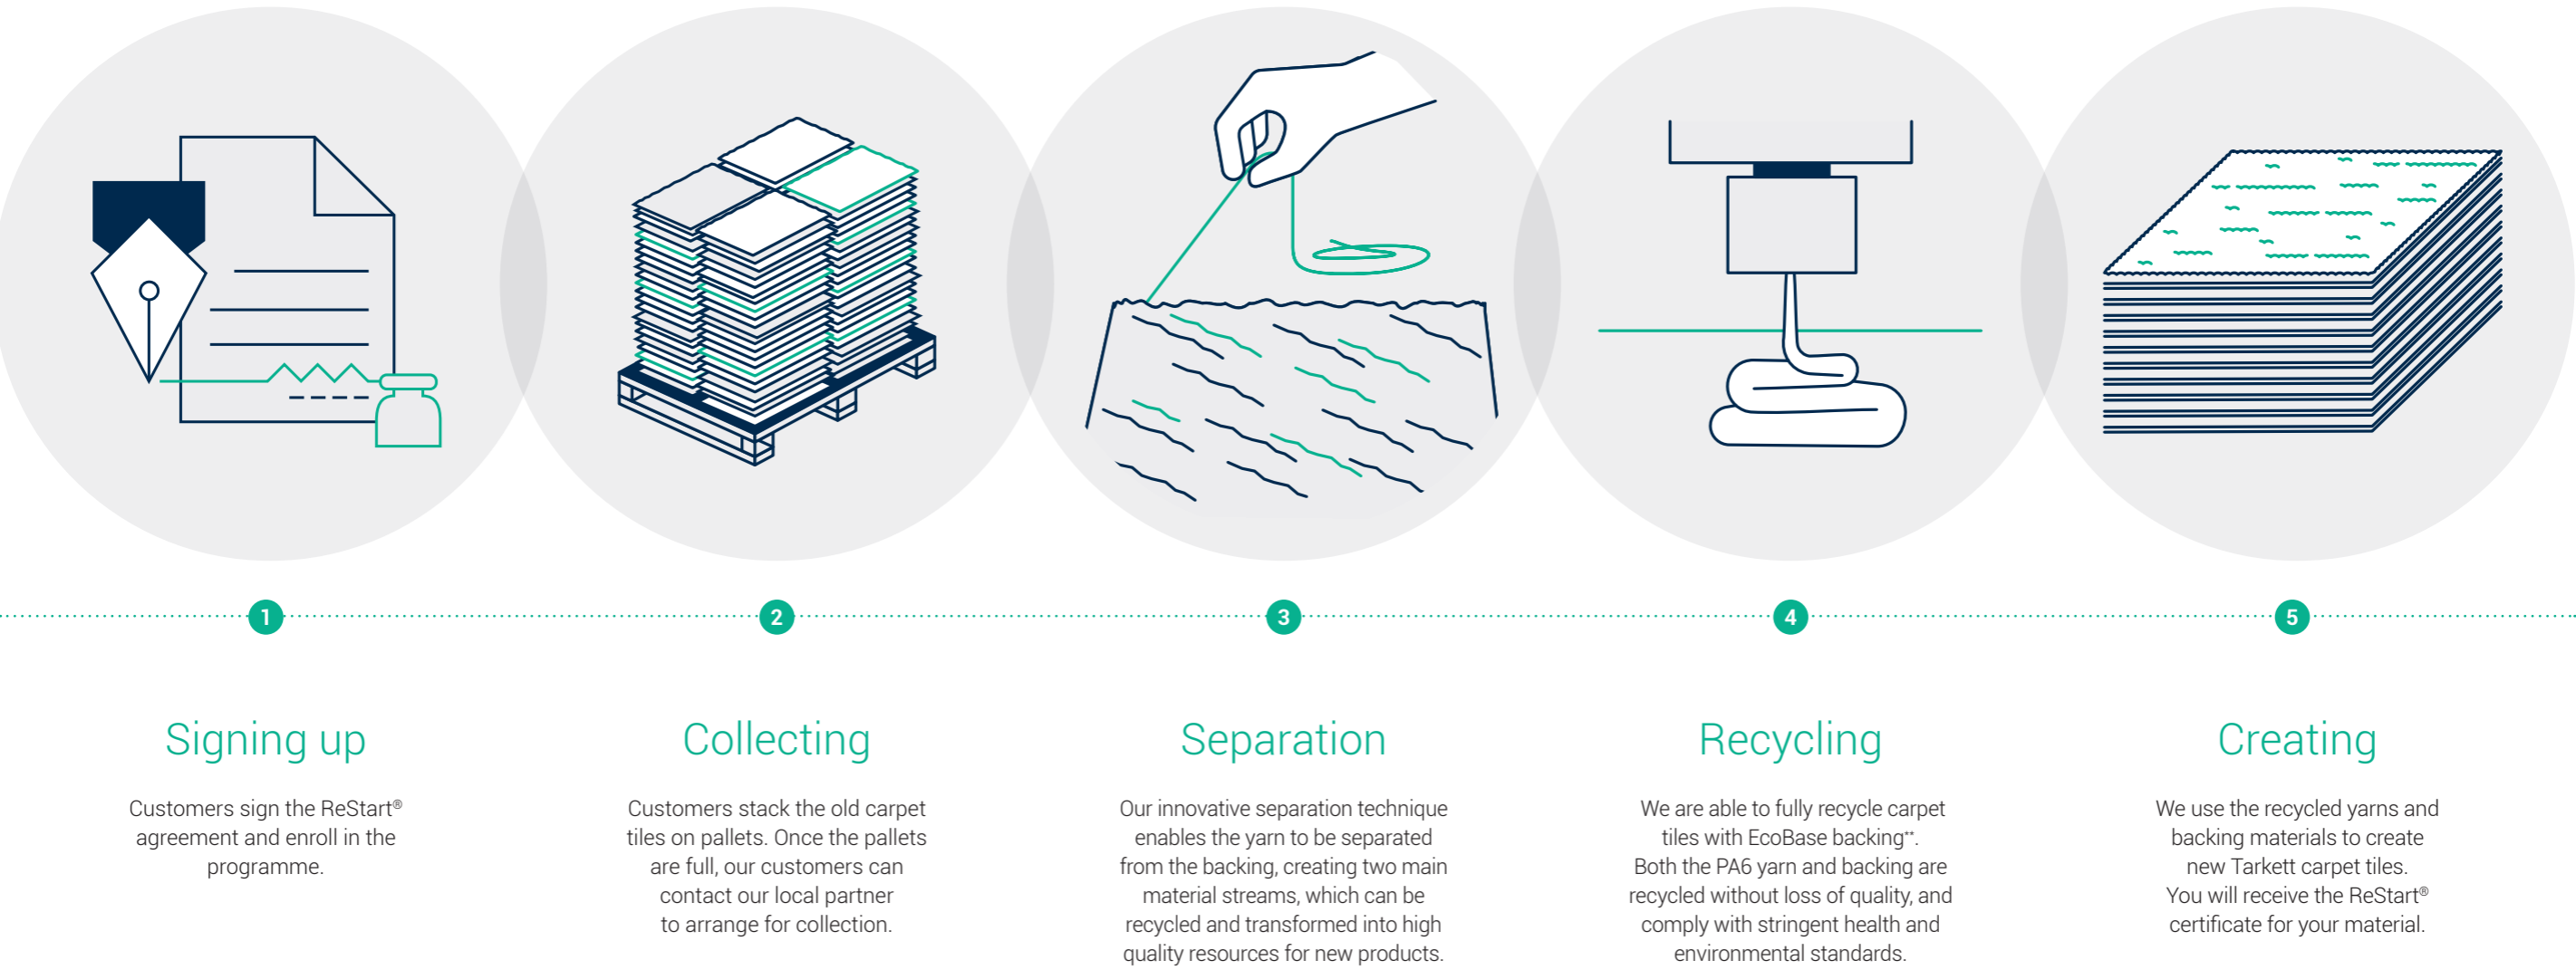 1
2
3
4
5
Signing up
Customers sign the ReStart®
agreement and enroll in the
programme.
Collecting
Customers stack the old carpet
tiles on pallets. Once the pallets
are full, our customers can
contact our local partner
to arrange for collection.
Separation
Our innovative separation technique
enables the yarn to be separated
from the backing, creating two main
material streams, which can be
recycled and transformed into high
quality resources for new products.
Recycling
We are able to fully recycle carpet
tiles with EcoBase backing**.
Both the PA6 yarn and backing are
recycled without loss of quality, and
comply with stringent health and
environmental standards.
Creating
We use the recycled yarns and
backing materials to create
new Tarkett carpet tiles.
You will receive the ReStart®
certificate for your material.